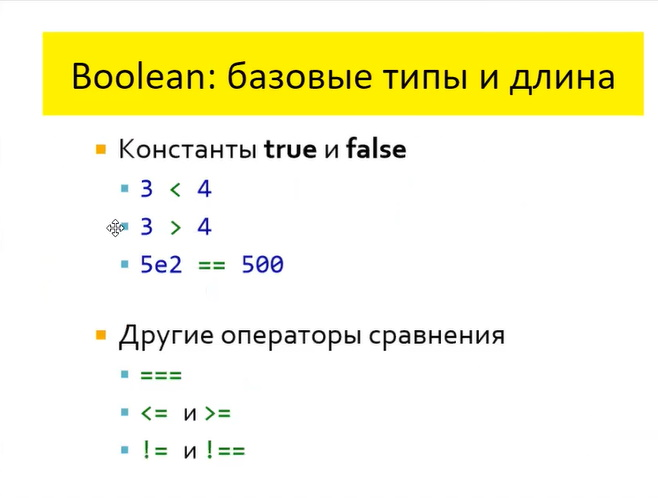 Boolean: базовые типы и длина
Константы true и false
3 < 4
3 > 4
5e2 == 500
Другие операторы сравнения
===
<= и >=
!= и !==